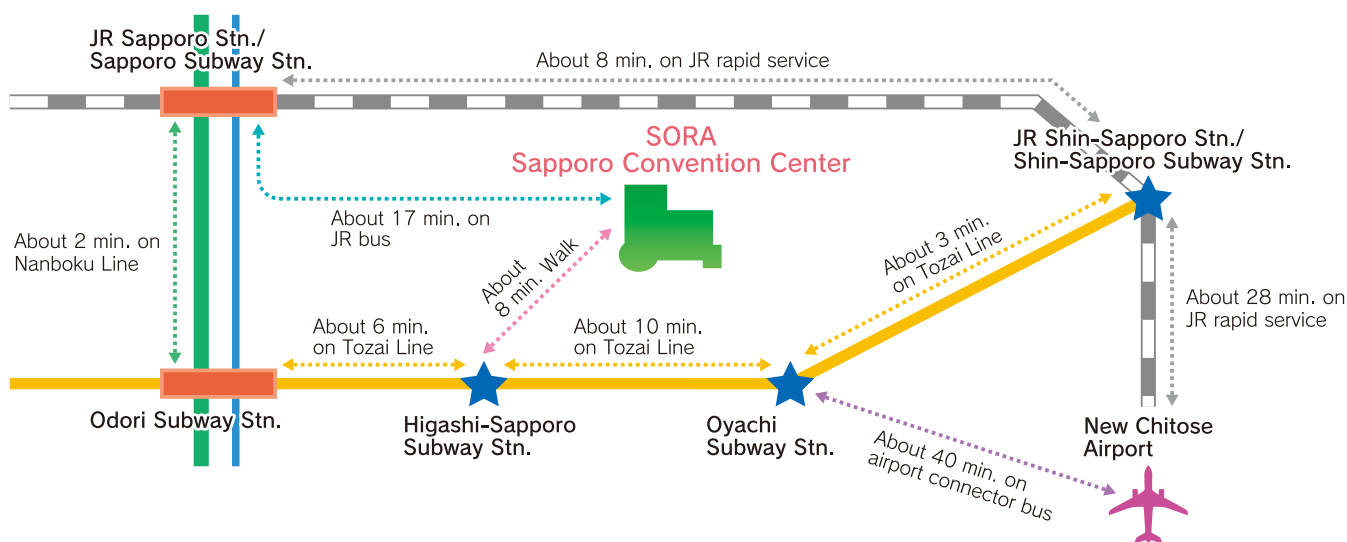 JR Sapporo Stn./
Sapporo Subway Stn.
About 8 min. on JR rapid service
SORA
Sapporo Convention Center
JR Shin-Sapporo Stn./
Shin-Sapporo Subway Stn.
About 17 min. on
JR bus
About 2 min. on
Nanboku Line
About
8 min. Walk
About 3 min.
on Tozai Line
About 28 min. on
JR rapid service
About 6 min.
on Tozai Line
About 10 min.
on Tozai Line
Odori Subway Stn.
Higashi-Sapporo
Subway Stn.
Oyachi
Subway Stn.
New Chitose
Airport
About 40 min. on
airport connector bus